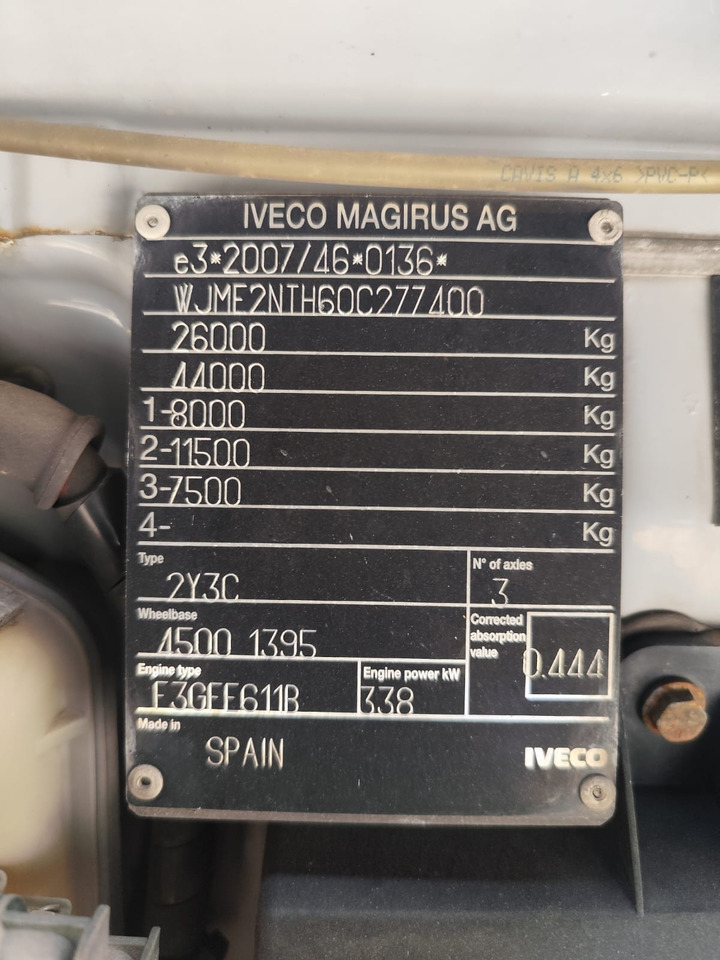 CAVIS A 4x6 >PVC-P<
IVECO MAGIRUS AG
e3*2007/46*0136*
WJME2NTH60C277400
26000 Kg
44000 Kg
1-8000 Kg
2-11500 Kg
3-7500 Kg
4- Kg
Type
2Y3C
N° of axles
3
Wheelbase
4500 1395
Corrected absorption value
0.444
Engine type
F3GFE611B
Engine power kW
338
Made in
SPAIN
IVECO